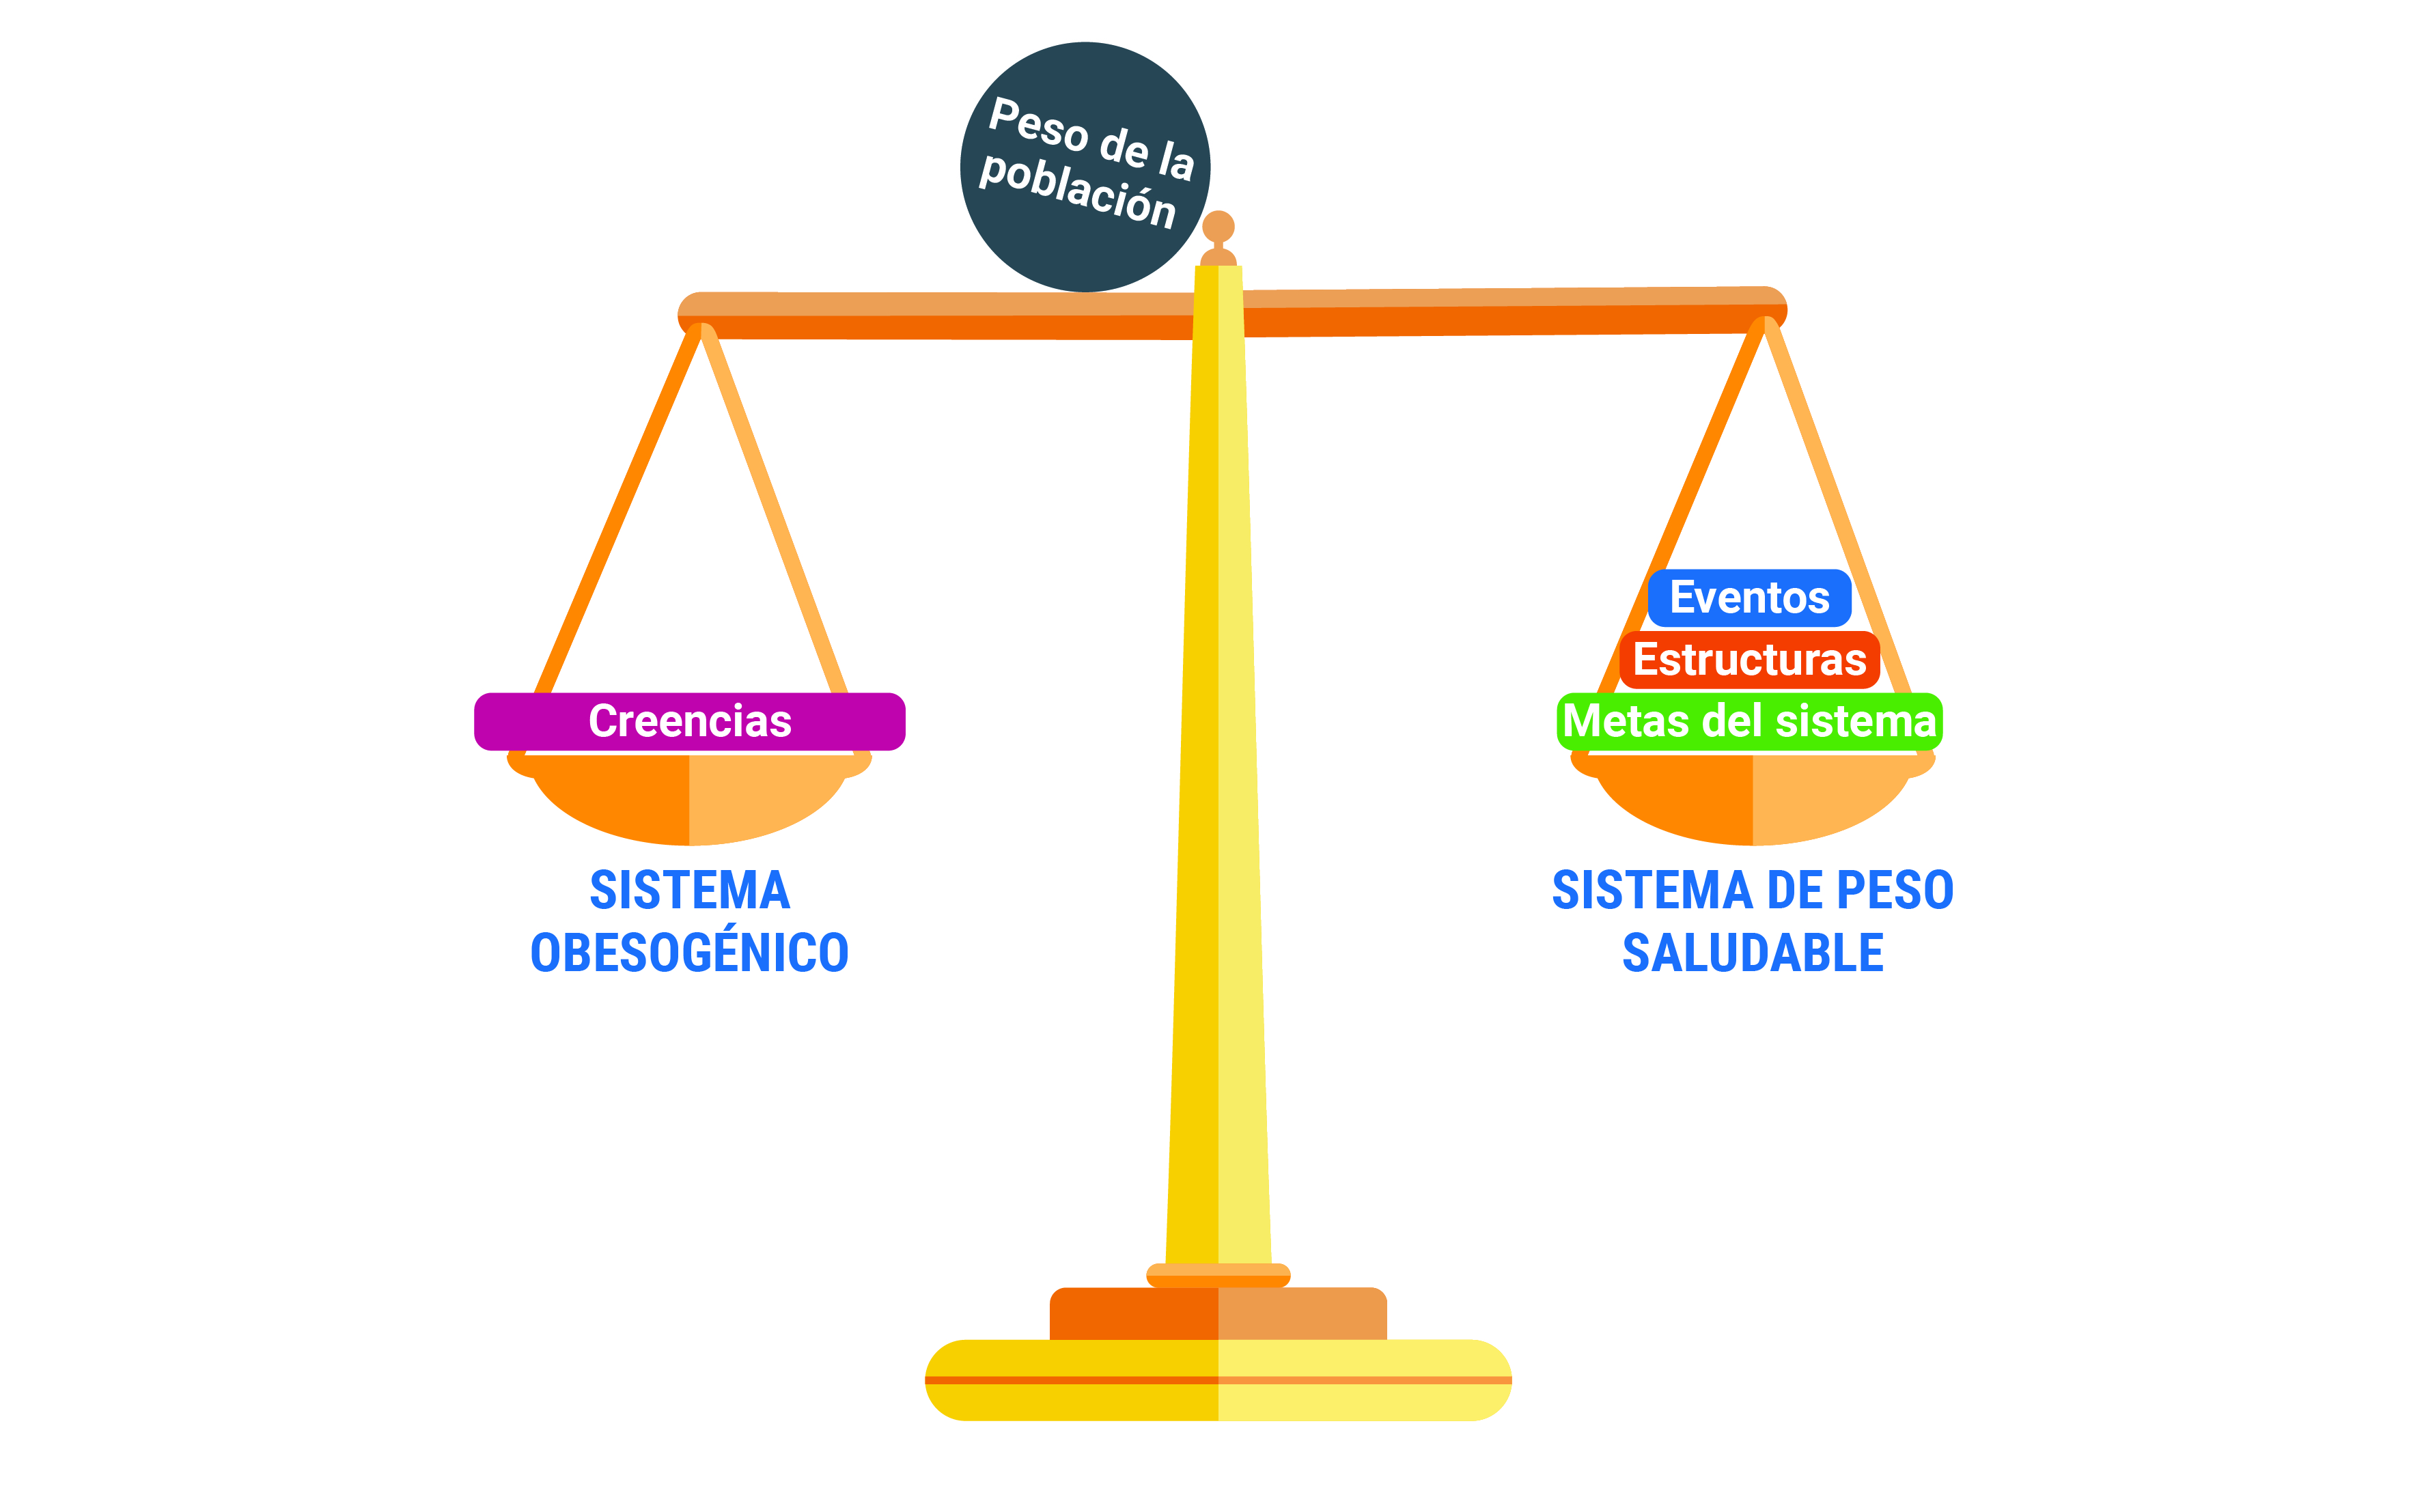 Peso de la
población
Eventos
Estructuras
Creencias
Metas del sistema
SISTEMA
OBESOGÉNICO
SISTEMA DE PESO
SALUDABLE